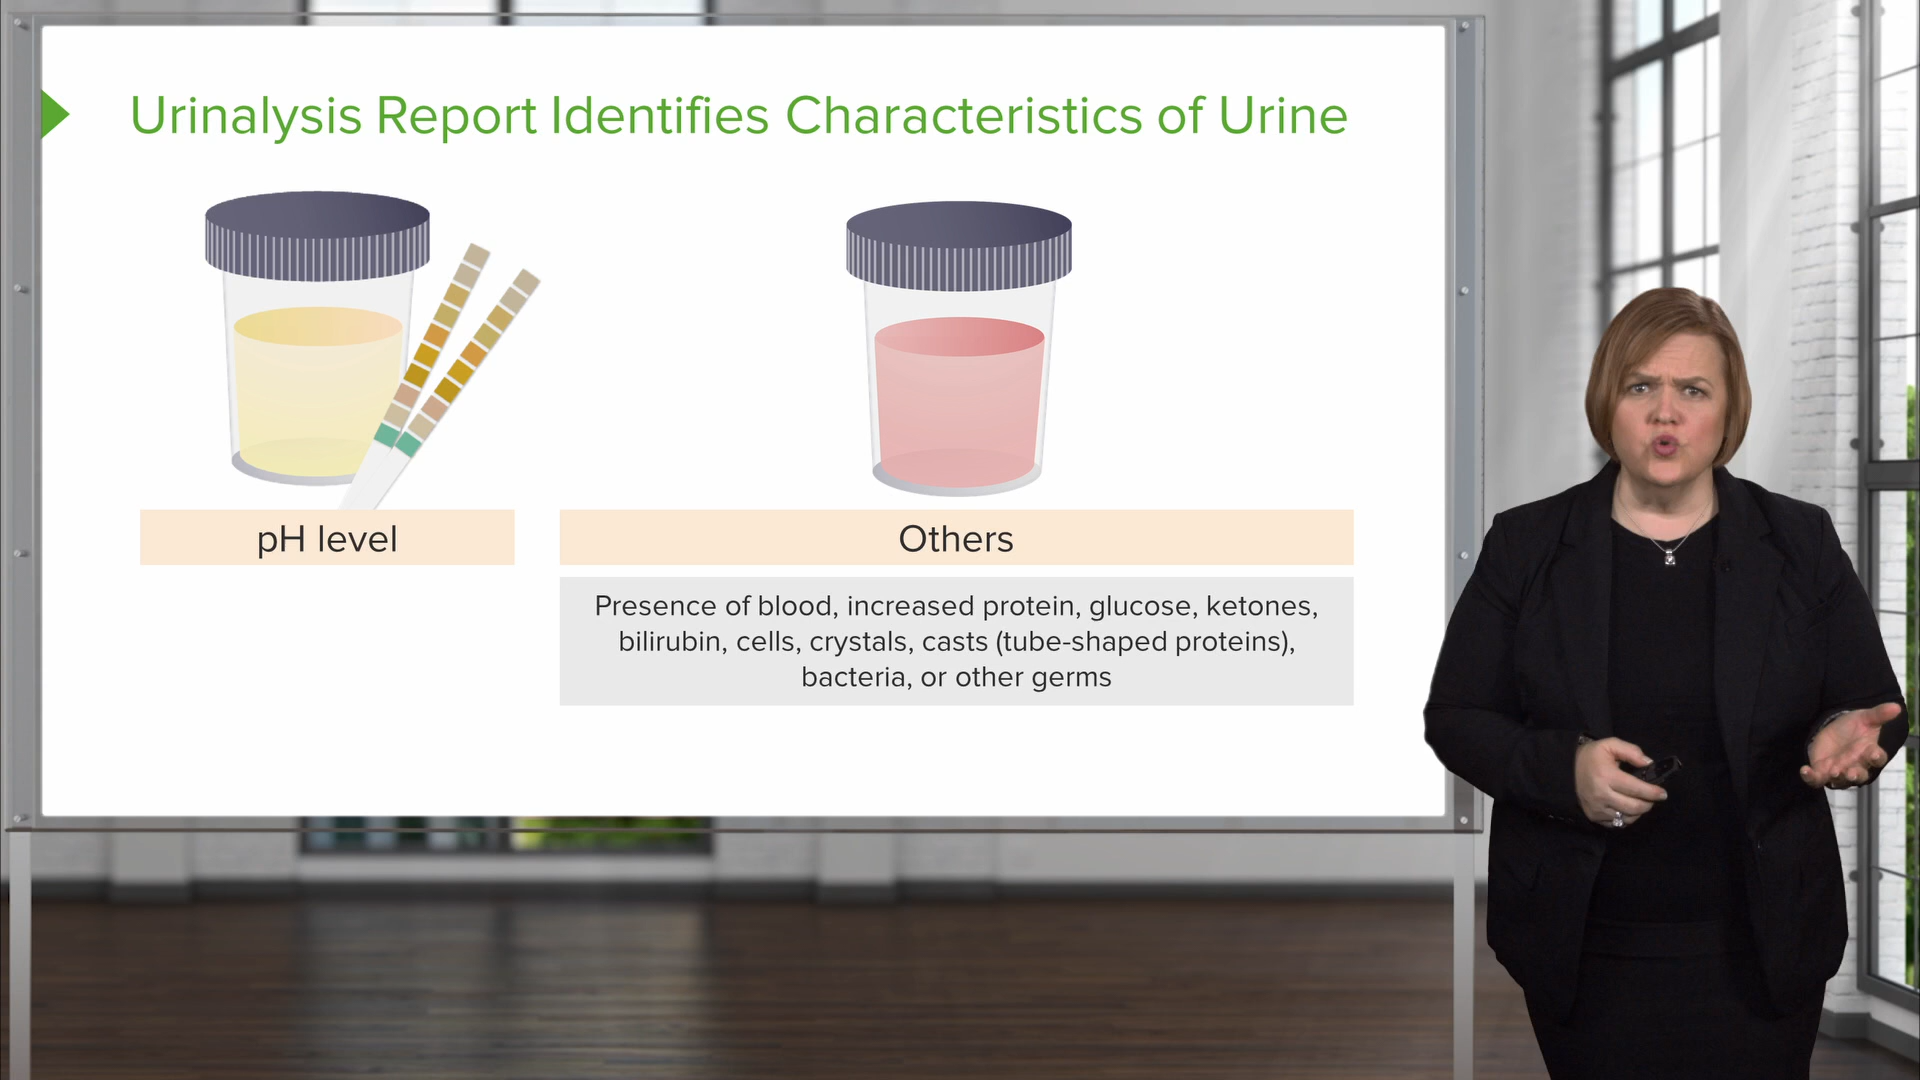 Urinalysis Report Identifies Characteristics of Urine
pH level
Others
Presence of blood, increased protein, glucose, ketones,
bilirubin, cells, crystals, casts (tube-shaped proteins),
bacteria, or other germs